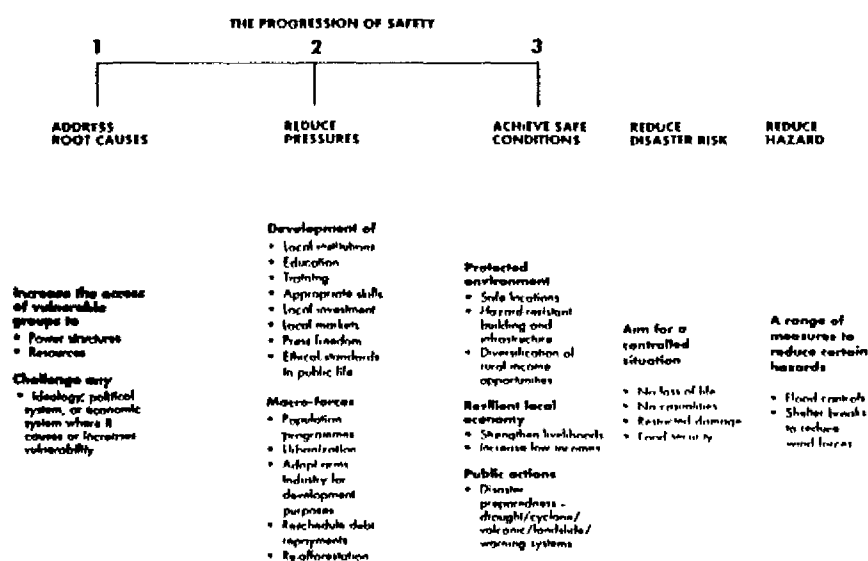 THE PROGRESSION OF SAFETY
1
2
3
ADDRESS
ROOT CAUSES
REDUCE
PRESSURES
ACHIEVE SAFE
CONDITIONS
REDUCE
DISASTER RISK
REDUCE
HAZARD
Increase the access
of vulnerable
groups to
• Power structures
• Resources
Challenge any
• Ideology, political
system, or economic
system where it
causes or increases
vulnerability
Development of
• Local institutions
• Education
• Training
• Appropriate skills
• Local investment
• Local markets
• Press freedom
• Ethical standards
in public life
Macro-forces
• Population
programmes
• Urbanization
• Adapt arms
Industry for
development
purposes
• Reschedule debt
repayments
• Re-afforestation
Protected
environment
• Safe locations
• Hazard-resistant
building and
infrastructure
• Diversification of
rural income
opportunities
Resilient local
economy
• Strengthen livelihoods
• Increase low incomes
Public actions
• Disaster
preparedness -
drought/cyclone/
volcanic/landslide/
warning systems
Aim for a
controlled
situation
• No loss of life
• No casualties
• Restricted damage
• Food security
A range of
measures to
reduce certain
hazards
• Flood controls
• Shelter breaks
to reduce
wind forces